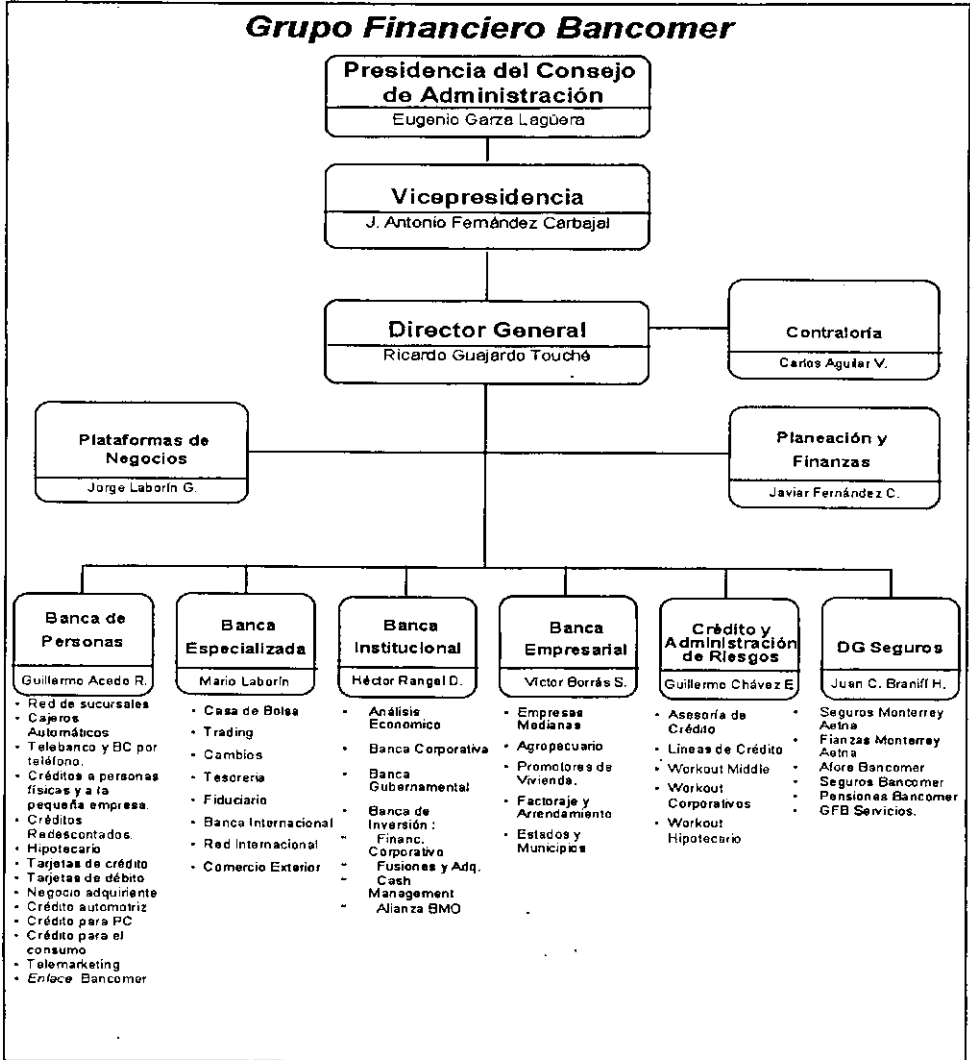 Grupo Financiero Bancomer
Presidencia del Consejo
de Administración
Eugenio Garza Lagüera
Vicepresidencia
J. Antonio Fernández Carbajal
Director General
Ricardo Guajardo Touché
Contraloría
Carlos Aguilar V.
Plataformas de
Negocios
Jorge Laborín G.
Planeación y
Finanzas
Javiar Fernández C.
Banca de
Personas
Guillermo Acedo R.
• Red de sucursales
• Cajeros
Automáticos
• Telebanco y BC por
teléfono.
• Créditos a personas
físicas y a la
pequeña empresa.
• Créditos
Redescontados.
• Hipotecario
• Tarjetas de crédito
• Tarjetas de débito
• Negocio adquiriente
• Crédito automotriz
• Crédito para PC
• Crédito para el
consumo
• Telemarketing
• Enlace Bancomer
Banca
Especializada
Mario Laborín
• Casa de Bolsa
• Trading
• Cambios
• Tesorería
• Fiduciario
• Banca Internacional
• Red Internacional
• Comercio Exterior
Banca
Institucional
Héctor Rangel D.
• Análisis
Economico
• Banca Corporativa
• Banca
Gubernamental
• Banca de
Inversión :
- Financ.
Corporativo
- Fusiones y Adq.
- Cash
Management
- Alianza BMO
Banca
Empresarial
Víctor Borrás S.
• Empresas
Medianas
• Agropecuario
• Promotores de
Vivienda.
• Factoraje y
Arrendamiento
• Estados y
Municipios
Crédito y
Administración
de Riesgos
Guillermo Chávez E
• Asesoría de
Crédito
• Líneas de Crédito
• Workout Middle
• Workout
Corporativos
• Workout
Hipotecario
DG Seguros
Juan C. Braniff H.
• Seguros Monterrey
Aetna
• Fianzas Monterrey
Aetna
• Afore Bancomer
• Seguros Bancomer
• Pensiones Bancomer
• GFB Servicios.